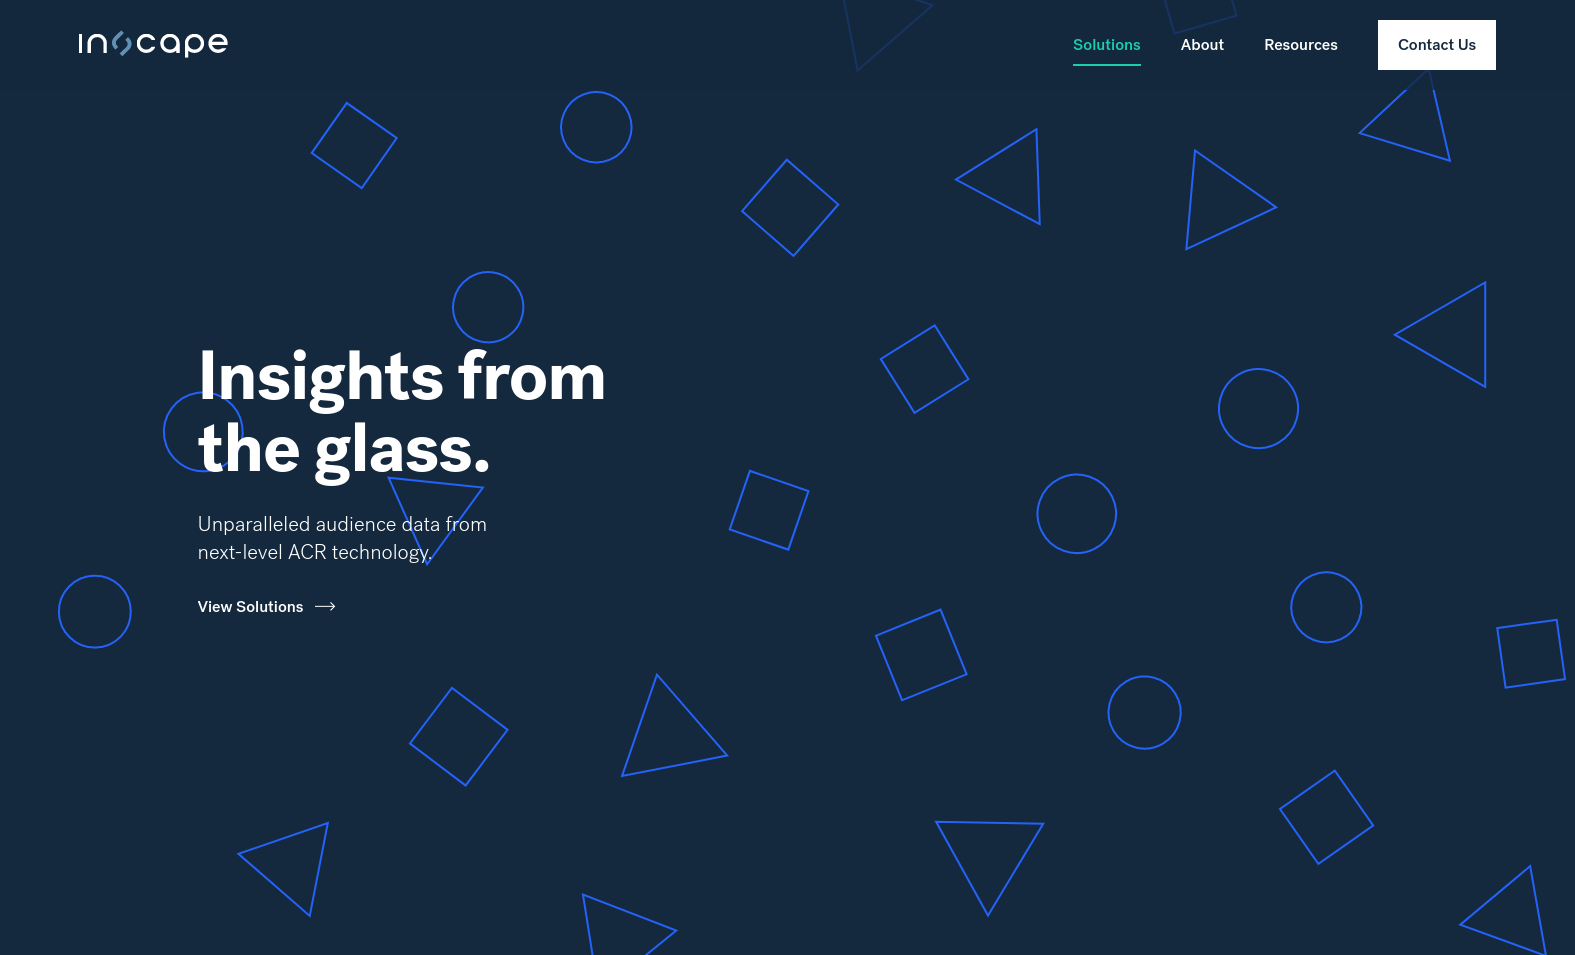 inscape
Solutions
About
Resources
Contact Us
Insights from
the glass.
Unparalleled audience data from
next-level ACR technology.
View Solutions